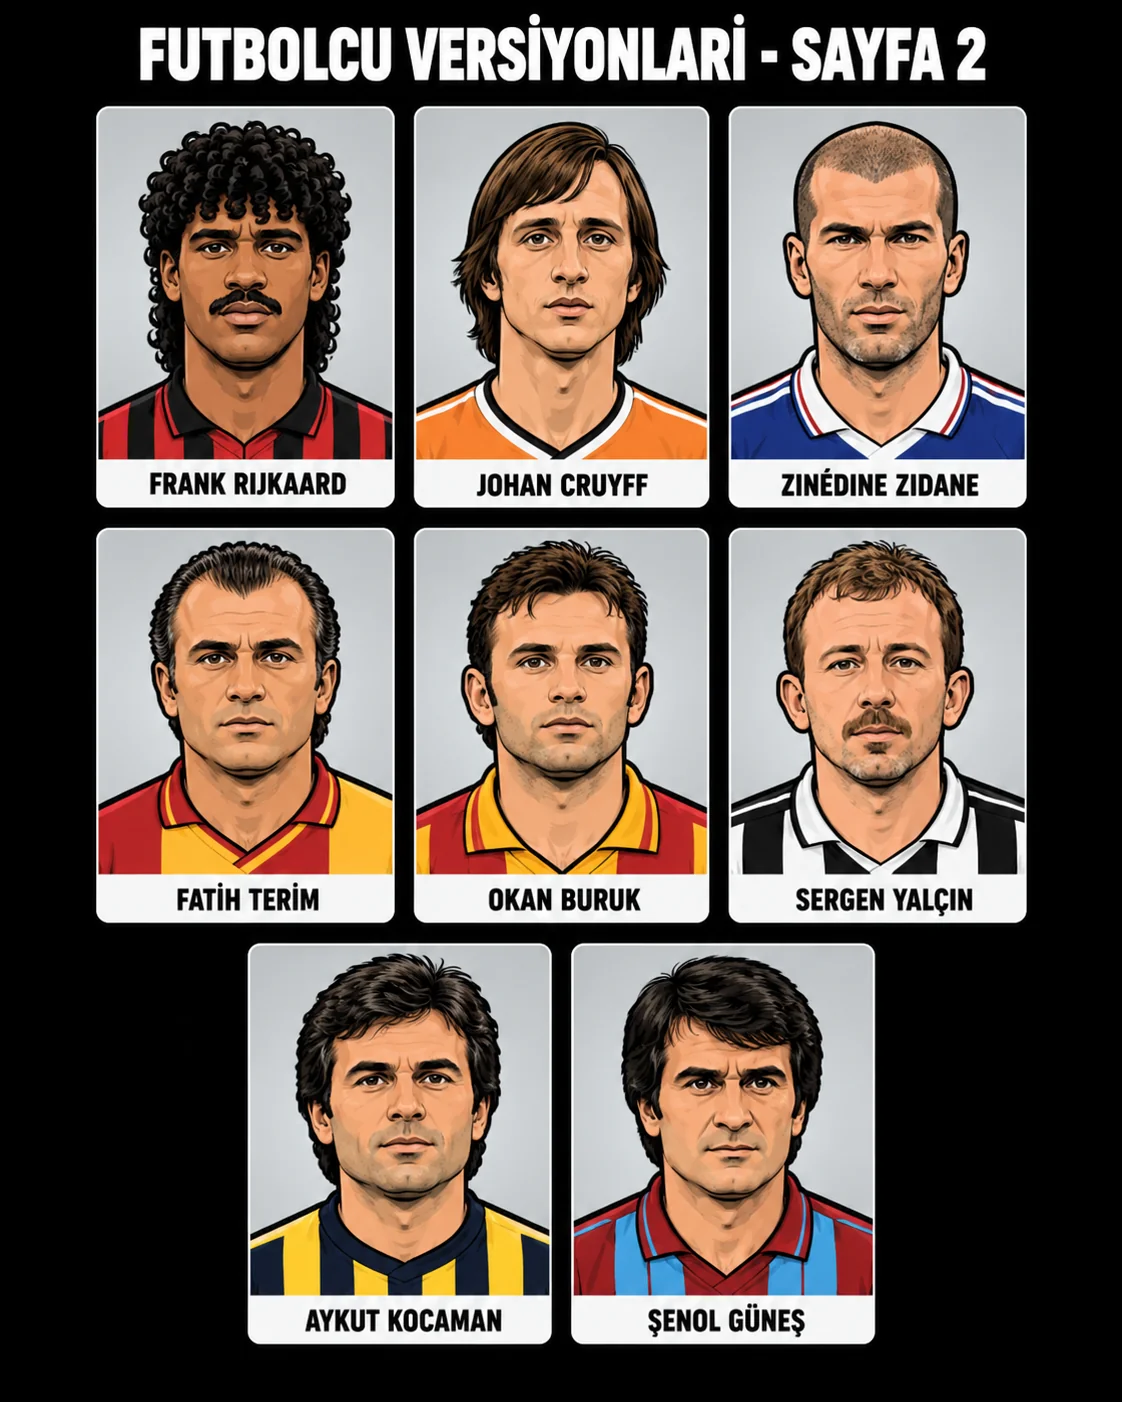 FUTBOLCU VERSİYONLARİ - SAYFA 2
FRANK RIJKAARD
JOHAN CRUYFF
ZINÉDINE ZIDANE
FATİH TERİM
OKAN BURUK
SERGEN YALÇIN
AYKUT KOCAMAN
ŞENOL GÜNEŞ